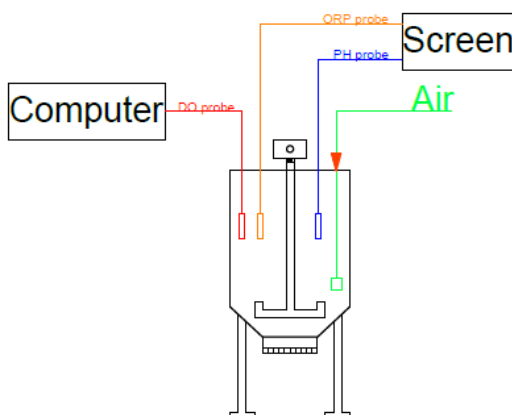 ORP probe
Screen
PH probe
Computer
DO probe
Air